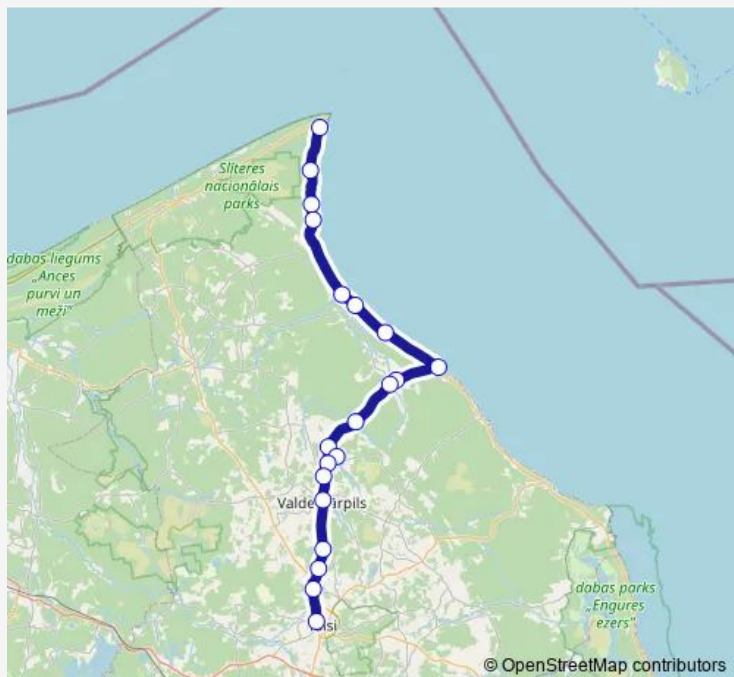 Slīteres
nacionālais
parks
dabas liegums
„Ances
purvi un
meži"
dabas parks
„Engures
ezers"
© OpenStreetMap contributors